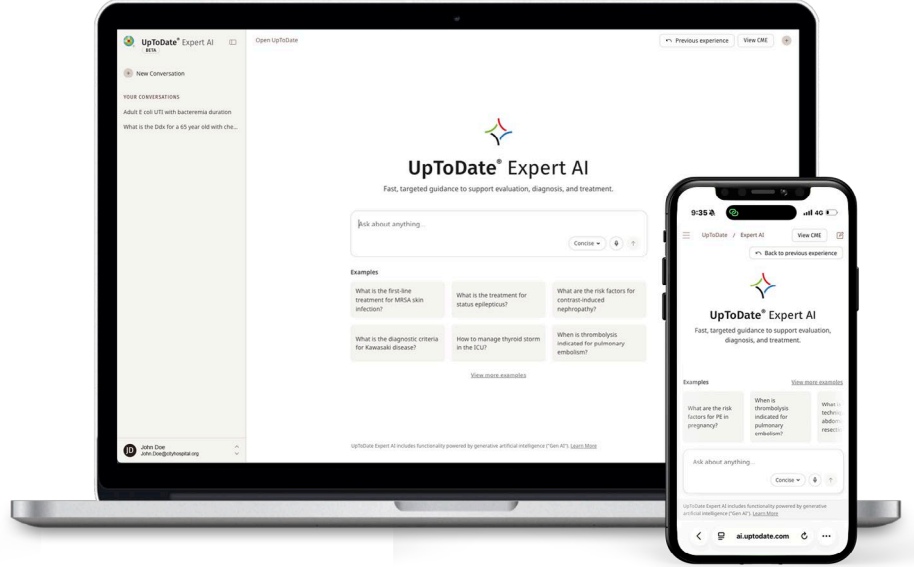 UpToDate® Expert AI
BETA
Open UpToDate
Previous experience
View CME
New Conversation
YOUR CONVERSATIONS
Adult E coli UTI with bacteremia duration
What is the Ddx for a 65 year old with che...
UpToDate® Expert AI
Fast, targeted guidance to support evaluation, diagnosis, and treatment.
Ask about anything...
Concise
Examples
What is the first-line
treatment for MRSA skin
infection?
What is the treatment for
status epilepticus?
What are the risk factors for
contrast-induced
nephropathy?
What is the diagnostic criteria
for Kawasaki disease?
How to manage thyroid storm
in the ICU?
When is thrombolysis
indicated for pulmonary
embolism?
View more examples
JD
John Doe
John.Doe@cityhospital.org
UpToDate Expert AI includes functionality powered by generative artificial intelligence ("Gen AI"). Learn More
9:35
4G
UpToDate / Expert AI
View CME
Back to previous experience
UpToDate® Expert AI
Fast, targeted guidance to support evaluation,
diagnosis, and treatment.
Examples
View more examples
What are the risk
factors for PE in
pregnancy?
When is
thrombolysis
indicated for
pulmonary
embolism?
What
Ask about anything...
Concise
UpToDate Expert AI includes functionality powered by generative
artificial intelligence ("Gen AI"). Learn More
ai.uptodate.com